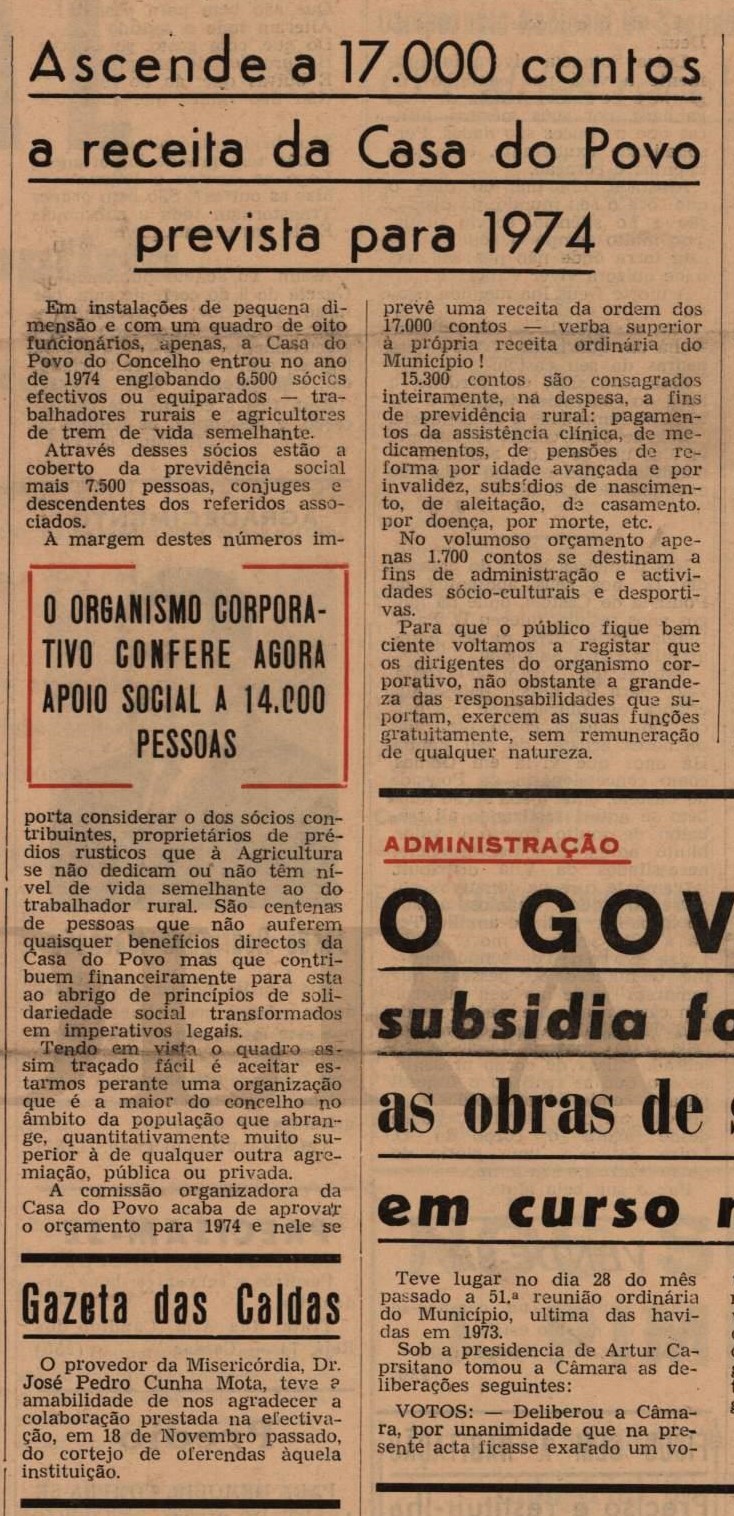 Ascende a 17.000 contos
a receita da Casa do Povo
prevista para 1974
Em instalações de pequena di-
mensão e com um quadro de oito
funcionários, apenas, a Casa do
Povo do Concelho entrou no ano
de 1974 englobando 6.500 sócios
efectivos ou equiparados — tra-
balhadores rurais e agricultores
de trem de vida semelhante.
Através desses sócios estão a
coberto da previdência social
mais 7.500 pessoas, conjuges e
descendentes dos referidos asso-
ciados.
À margem destes números im-
O ORGANISMO CORPORA-
TIVO CONFERE AGORA
APOIO SOCIAL A 14.000
PESSOAS
porta considerar o dos sócios con-
tribuintes, proprietários de pré-
dios rusticos que à Agricultura
se não dedicam ou não têm ní-
vel de vida semelhante ao do
trabalhador rural. São centenas
de pessoas que não auferem
quaisquer benefícios directos da
Casa do Povo mas que contri-
buem financeiramente para esta
ao abrigo de princípios de soli-
dariedade social transformados
em imperativos legais.
Tendo em vista o quadro as-
sim traçado fácil é aceitar es-
tarmos perante uma organização
que é a maior do concelho no
âmbito da população que abran-
ge, quantitativamente muito su-
perior à de qualquer outra agre-
miação, pública ou privada.
A comissão organizadora da
Casa do Povo acaba de aprovar
o orçamento para 1974 e nele se
prevê uma receita da ordem dos
17.000 contos — verba superior
à própria receita ordinária do
Município !
15.300 contos são consagrados
inteiramente, na despesa, a fins
de previdência rural: pagamen-
tos da assistência clínica, de me-
dicamentos, de pensões de re-
forma por idade avançada e por
invalidez, subsídios de nascimen-
to, de aleitação, de casamento.
por doença, por morte, etc.
No volumoso orçamento ape-
nas 1.700 contos se destinam a
fins de administração e activi-
dades sócio-culturais e desporti-
vas.
Para que o público fique bem
ciente voltamos a registar que
os dirigentes do organismo cor-
porativo, não obstante a grande-
za das responsabilidades que su-
portam, exercem as suas funções
gratuitamente, sem remuneração
de qualquer natureza.
Gazeta das Caldas
O provedor da Misericórdia, Dr.
José Pedro Cunha Mota, teve a
amabilidade de nos agradecer a
colaboração prestada na efectiva-
ção, em 18 de Novembro passado,
do cortejo de oferendas àquela
instituição.
ADMINISTRAÇÃO
O GOV
subsidia fo
as obras de s
em curso n
Teve lugar no dia 28 do mês
passado a 51.ª reunião ordinária
do Município, ultima das havi-
das em 1973.
Sob a presidencia de Artur Ca-
prsitano tomou a Câmara as de-
liberações seguintes:
VOTOS: — Deliberou a Câma-
ra, por unanimidade que na pre-
sente acta ficasse exarado um vo-